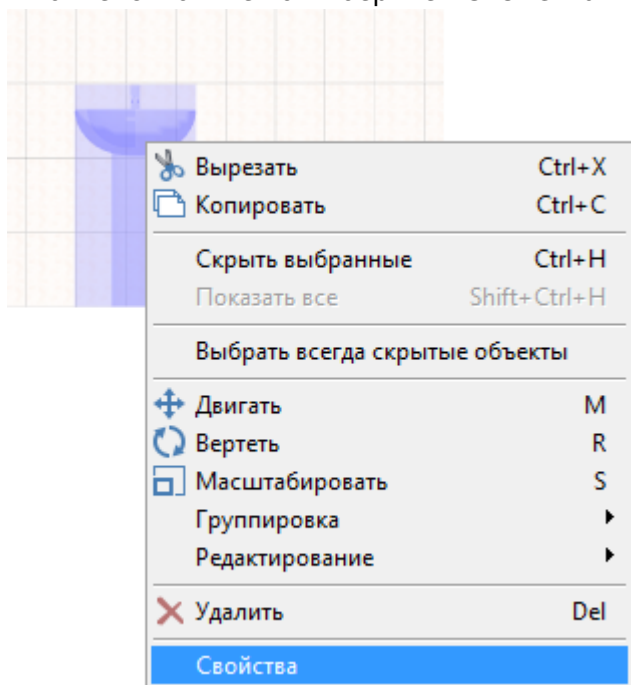 Вырезать Ctrl+X
Копировать Ctrl+C
Скрыть выбранные Ctrl+H
Показать все Shift+Ctrl+H
Выбрать всегда скрытые объекты
Двигать M
Вертеть R
Масштабировать S
Группировка
Редактирование
Удалить Del
Свойства